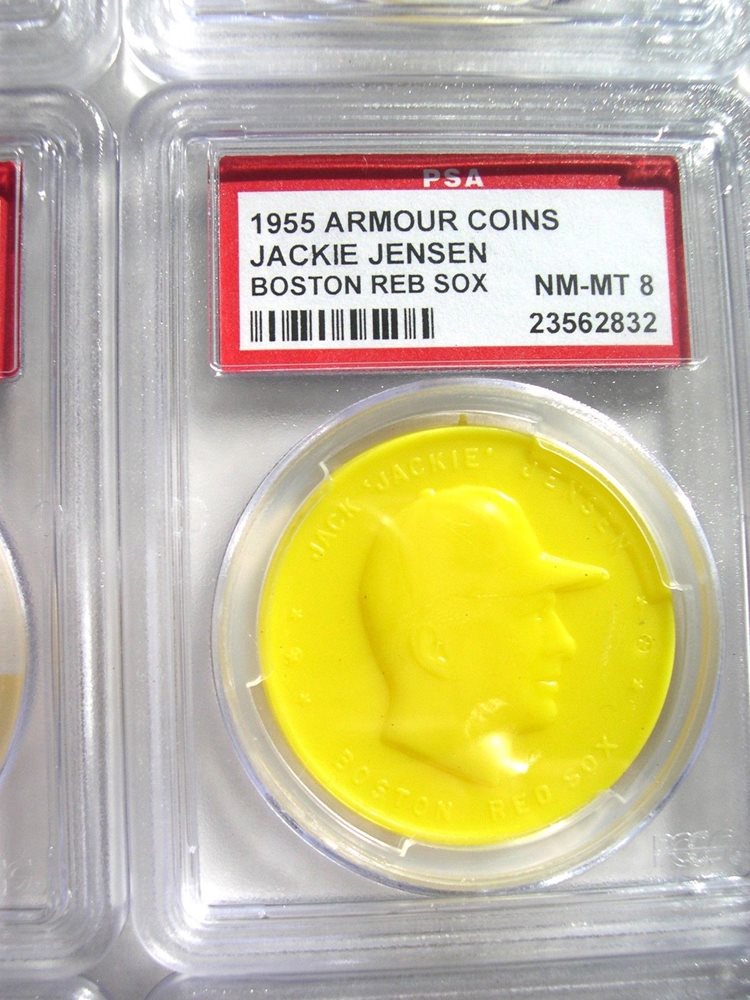 PSA
1955 ARMOUR COINS
JACKIE JENSEN
BOSTON REB SOX NM-MT 8
23562832
JACK 'JACKIE' JENSEN
BOSTON RED SOX